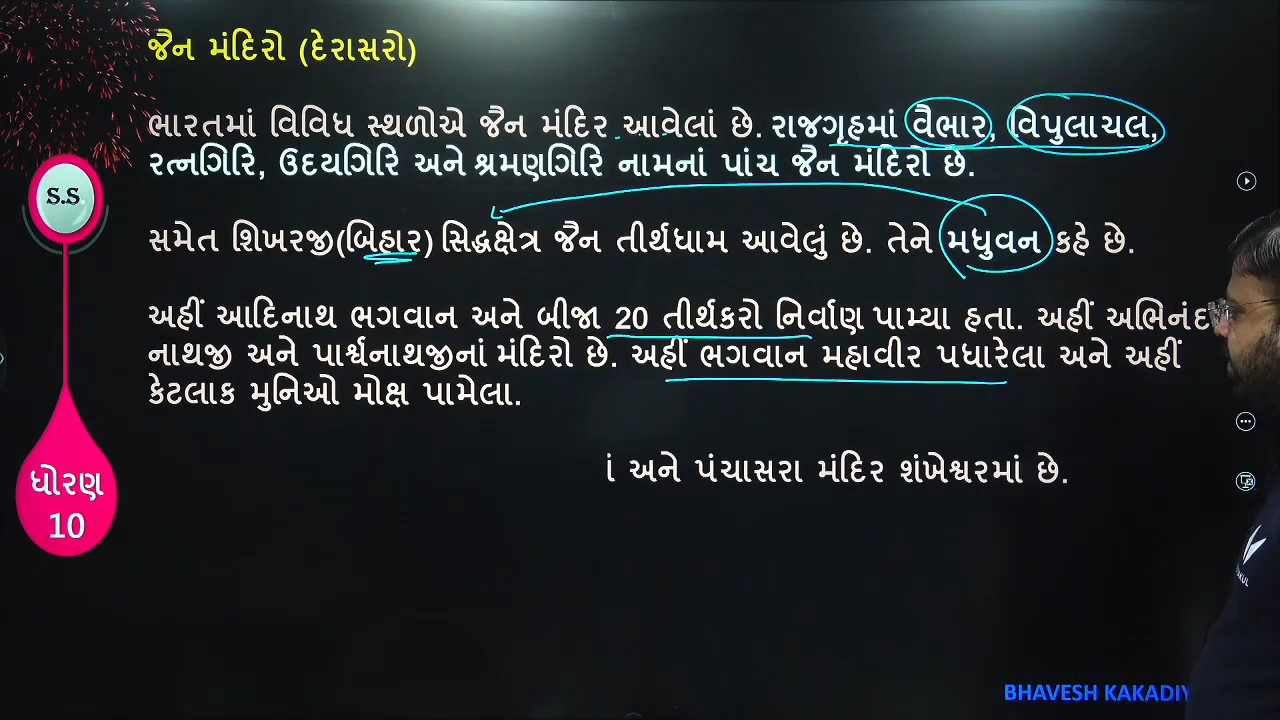 જૈન મંદિરો (દેરાસરો)
ભારતમાં વિવિધ સ્થળોએ જૈન મંદિર આવેલાં છે. રાજગૃહમાં વૈભાર, વિપુલાચલ,
રત્નગિરિ, ઉદયગિરિ અને શ્રમણગિરિ નામનાં પાંચ જૈન મંદિરો છે.
S.S
સમેત શિખરજી(બિહાર) સિદ્ધક્ષેત્ર જૈન તીર્થધામ આવેલું છે. તેને મધુવન કહે છે.
અહીં આદિનાથ ભગવાન અને બીજા 20 તીર્થકરો નિર્વાણ પામ્યા હતા. અહીં અભિનંદ
નાથજી અને પાર્શ્વનાથજીનાં મંદિરો છે. અહીં ભગવાન મહાવીર પધારેલા અને અહીં
કેટલાક મુનિઓ મોક્ષ પામેલા.
અને પંચાસરા મંદિર શંખેશ્વરમાં છે.
ધોરણ
10
BHAVESH KAKADIY